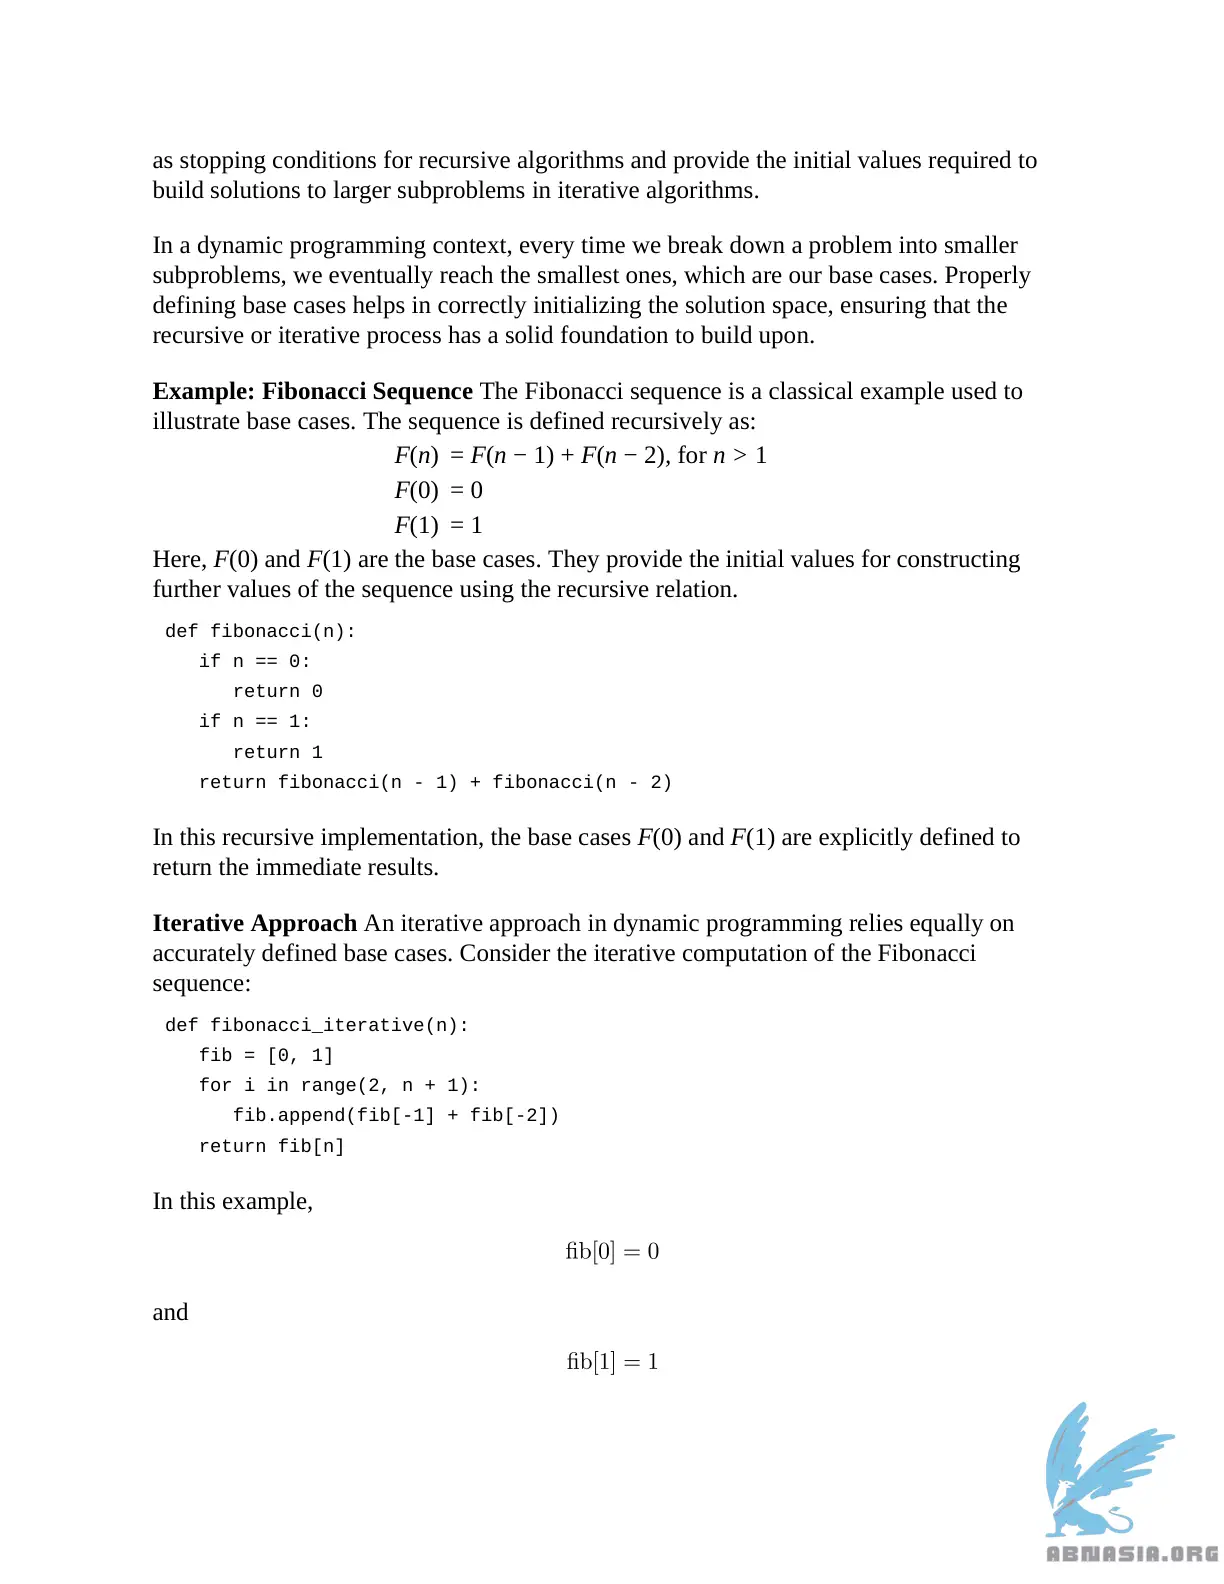 as stopping conditions for recursive algorithms and provide the initial values required to
build solutions to larger subproblems in iterative algorithms.
In a dynamic programming context, every time we break down a problem into smaller
subproblems, we eventually reach the smallest ones, which are our base cases. Properly
defining base cases helps in correctly initializing the solution space, ensuring that the
recursive or iterative process has a solid foundation to build upon.
Example: Fibonacci Sequence The Fibonacci sequence is a classical example used to
illustrate base cases. The sequence is defined recursively as:
F(n) = F(n − 1) + F(n − 2), for n > 1
F(0) = 0
F(1) = 1
Here, F(0) and F(1) are the base cases. They provide the initial values for constructing
further values of the sequence using the recursive relation.
def fibonacci(n):
   if n == 0:
      return 0
   if n == 1:
      return 1
   return fibonacci(n - 1) + fibonacci(n - 2)
In this recursive implementation, the base cases F(0) and F(1) are explicitly defined to
return the immediate results.
Iterative Approach An iterative approach in dynamic programming relies equally on
accurately defined base cases. Consider the iterative computation of the Fibonacci
sequence:
def fibonacci_iterative(n):
   fib = [0, 1]
   for i in range(2, n + 1):
      fib.append(fib[-1] + fib[-2])
   return fib[n]
In this example,
fib[0] = 0
and
fib[1] = 1
ABNASIA.ORG